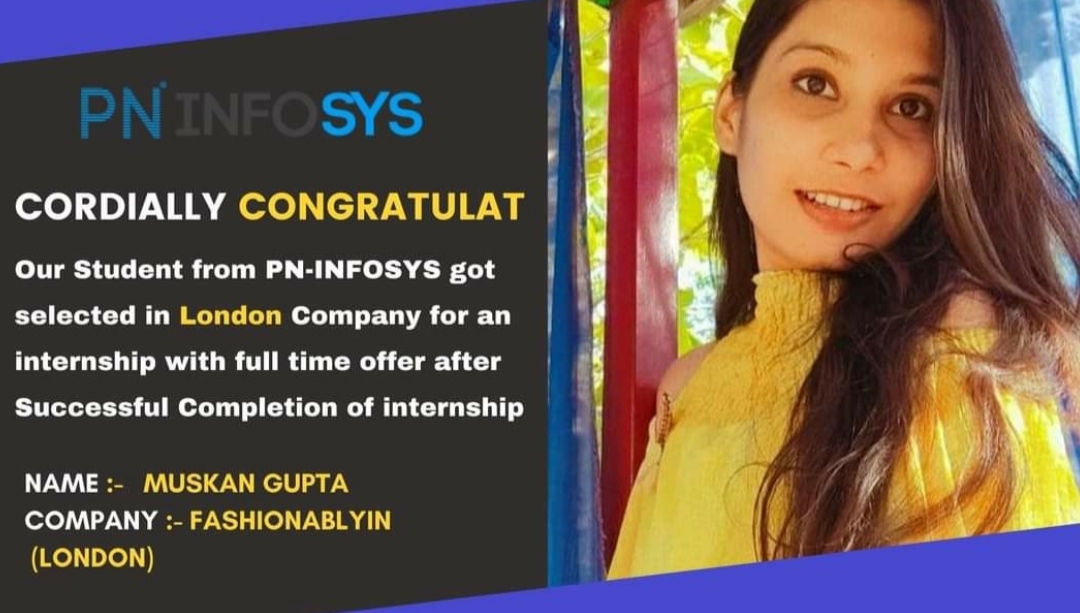 PN INFOSYS
CORDIALLY CONGRATULAT
Our Student from PN-INFOSYS got
selected in London Company for an
internship with full time offer after
Successful Completion of internship
NAME :- MUSKAN GUPTA
COMPANY :- FASHIONABLYIN
(LONDON)